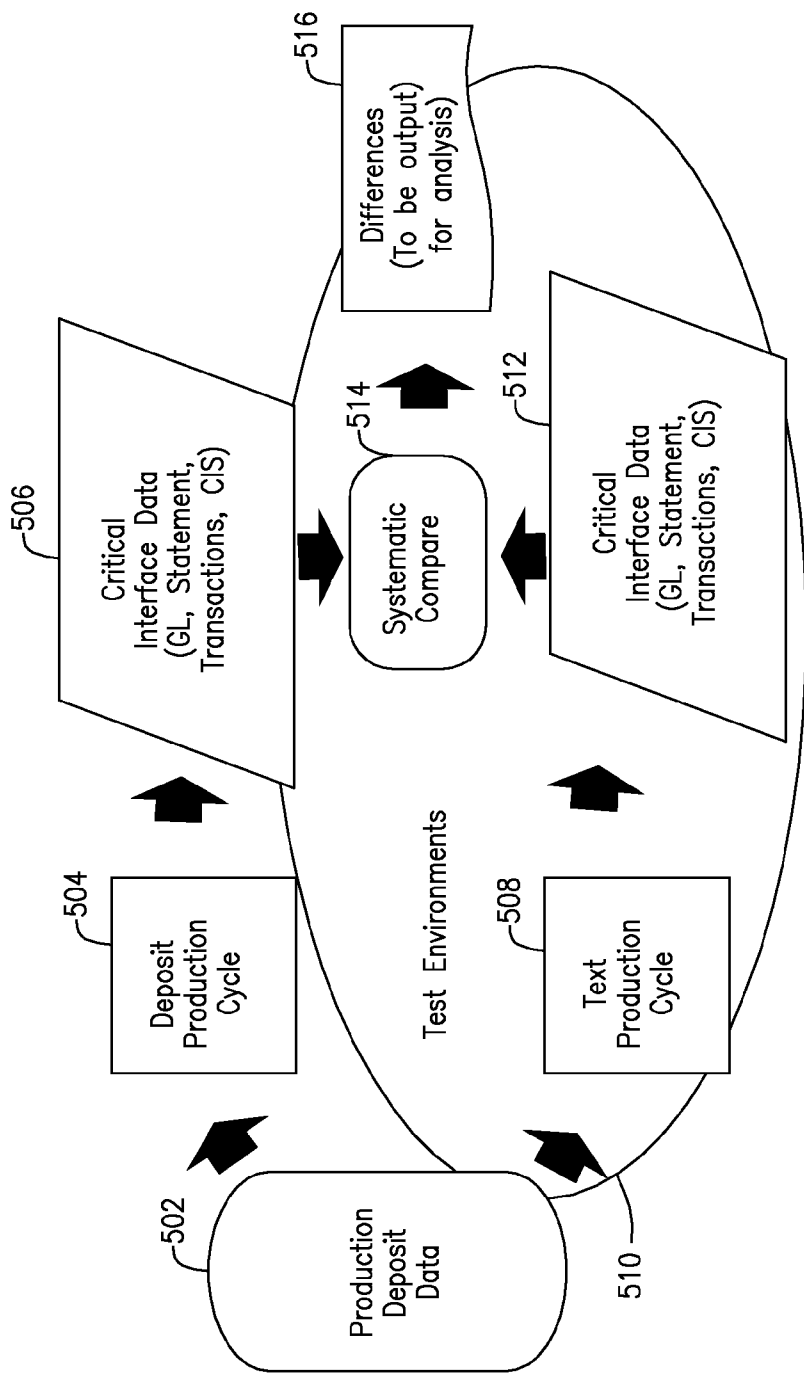 502
Production
Deposit
Data
504
Deposit
Production
Cycle
506
Critical
Interface Data
(GL, Statement,
Transactions, CIS)
Test Environments
514
Systematic
Compare
516
Differences
(To be output)
for analysis)
510
508
Text
Production
Cycle
512
Critical
Interface Data
(GL, Statement,
Transactions, CIS)